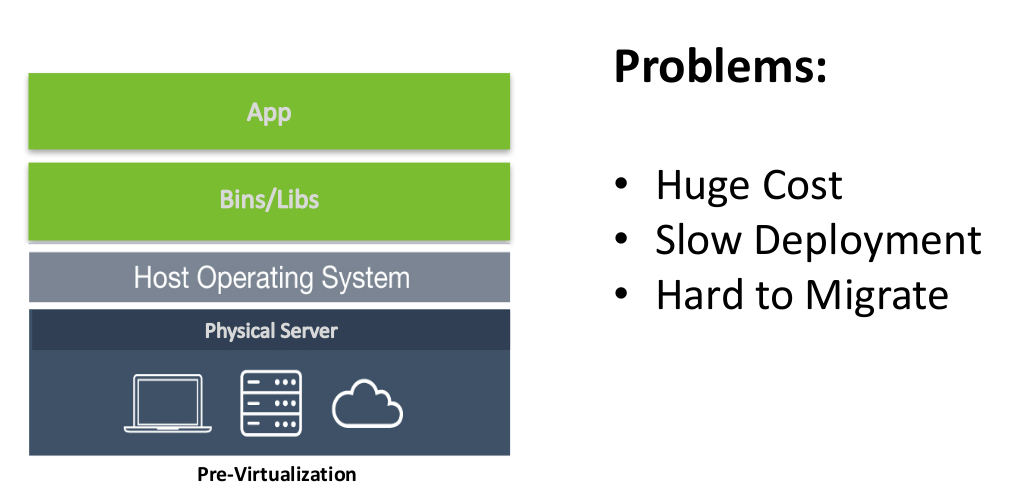 App
Bins/Libs
Host Operating System
Physical Server
Pre-Virtualization
Problems:
• Huge Cost
• Slow Deployment
• Hard to Migrate